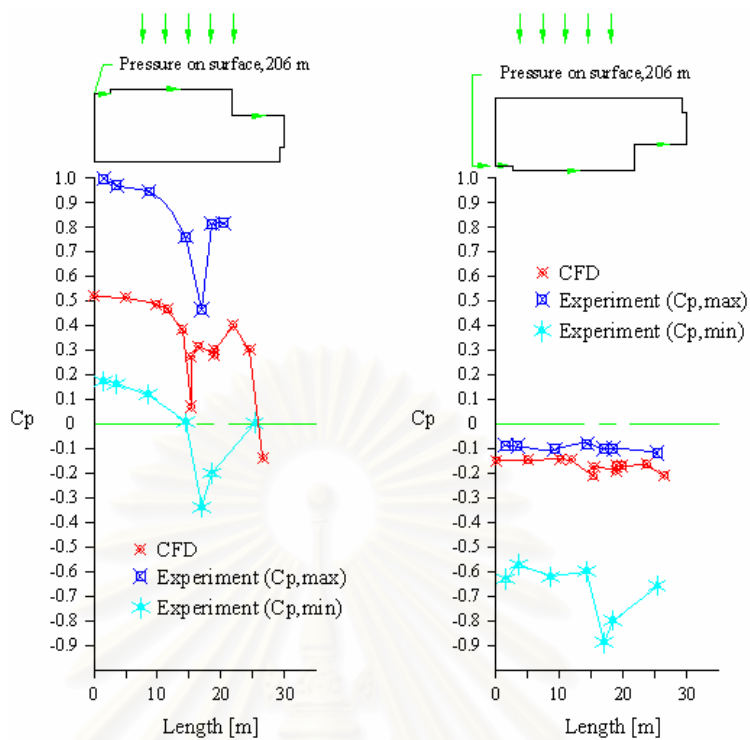 Pressure on surface,206 m
1.0
0.9
0.8
0.7
0.6
0.5
0.4
0.3
0.2
0.1
0
-0.1
-0.2
-0.3
-0.4
-0.5
-0.6
-0.7
-0.8
-0.9
Cp
CFD
Experiment (Cp,max)
Experiment (Cp,min)
0 10 20 30
Length [m]
Pressure on surface,206 m
1.0
0.9
0.8
0.7
0.6
0.5
0.4
0.3
0.2
0.1
0
-0.1
-0.2
-0.3
-0.4
-0.5
-0.6
-0.7
-0.8
-0.9
Cp
CFD
Experiment (Cp,max)
Experiment (Cp,min)
0 10 20 30
Length [m]